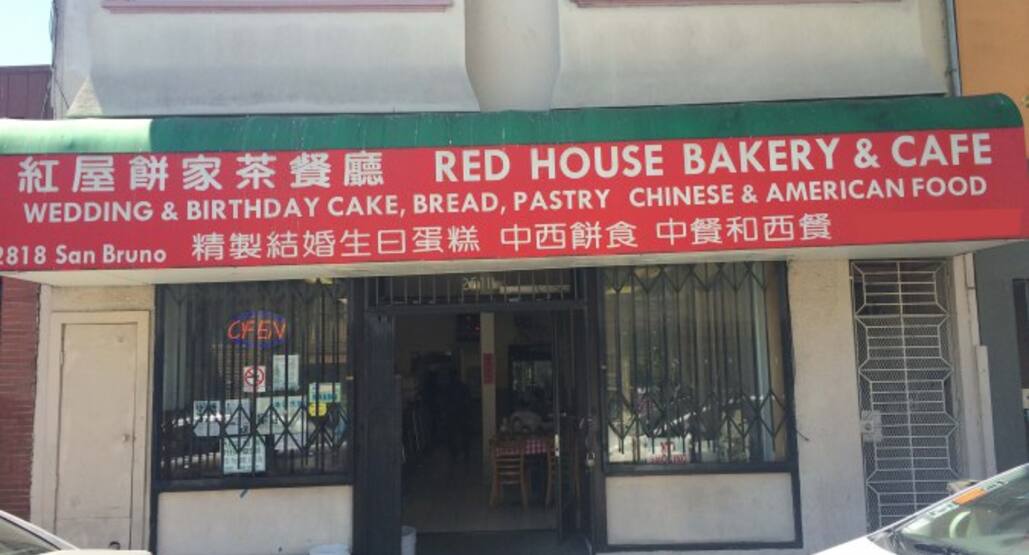 紅屋餅家茶餐廳 RED HOUSE BAKERY & CAFE
WEDDING & BIRTHDAY CAKE, BREAD, PASTRY CHINESE & AMERICAN FOOD
2818 San Bruno 精製結婚生日蛋糕 中西餅食 中餐和西餐
OPEN